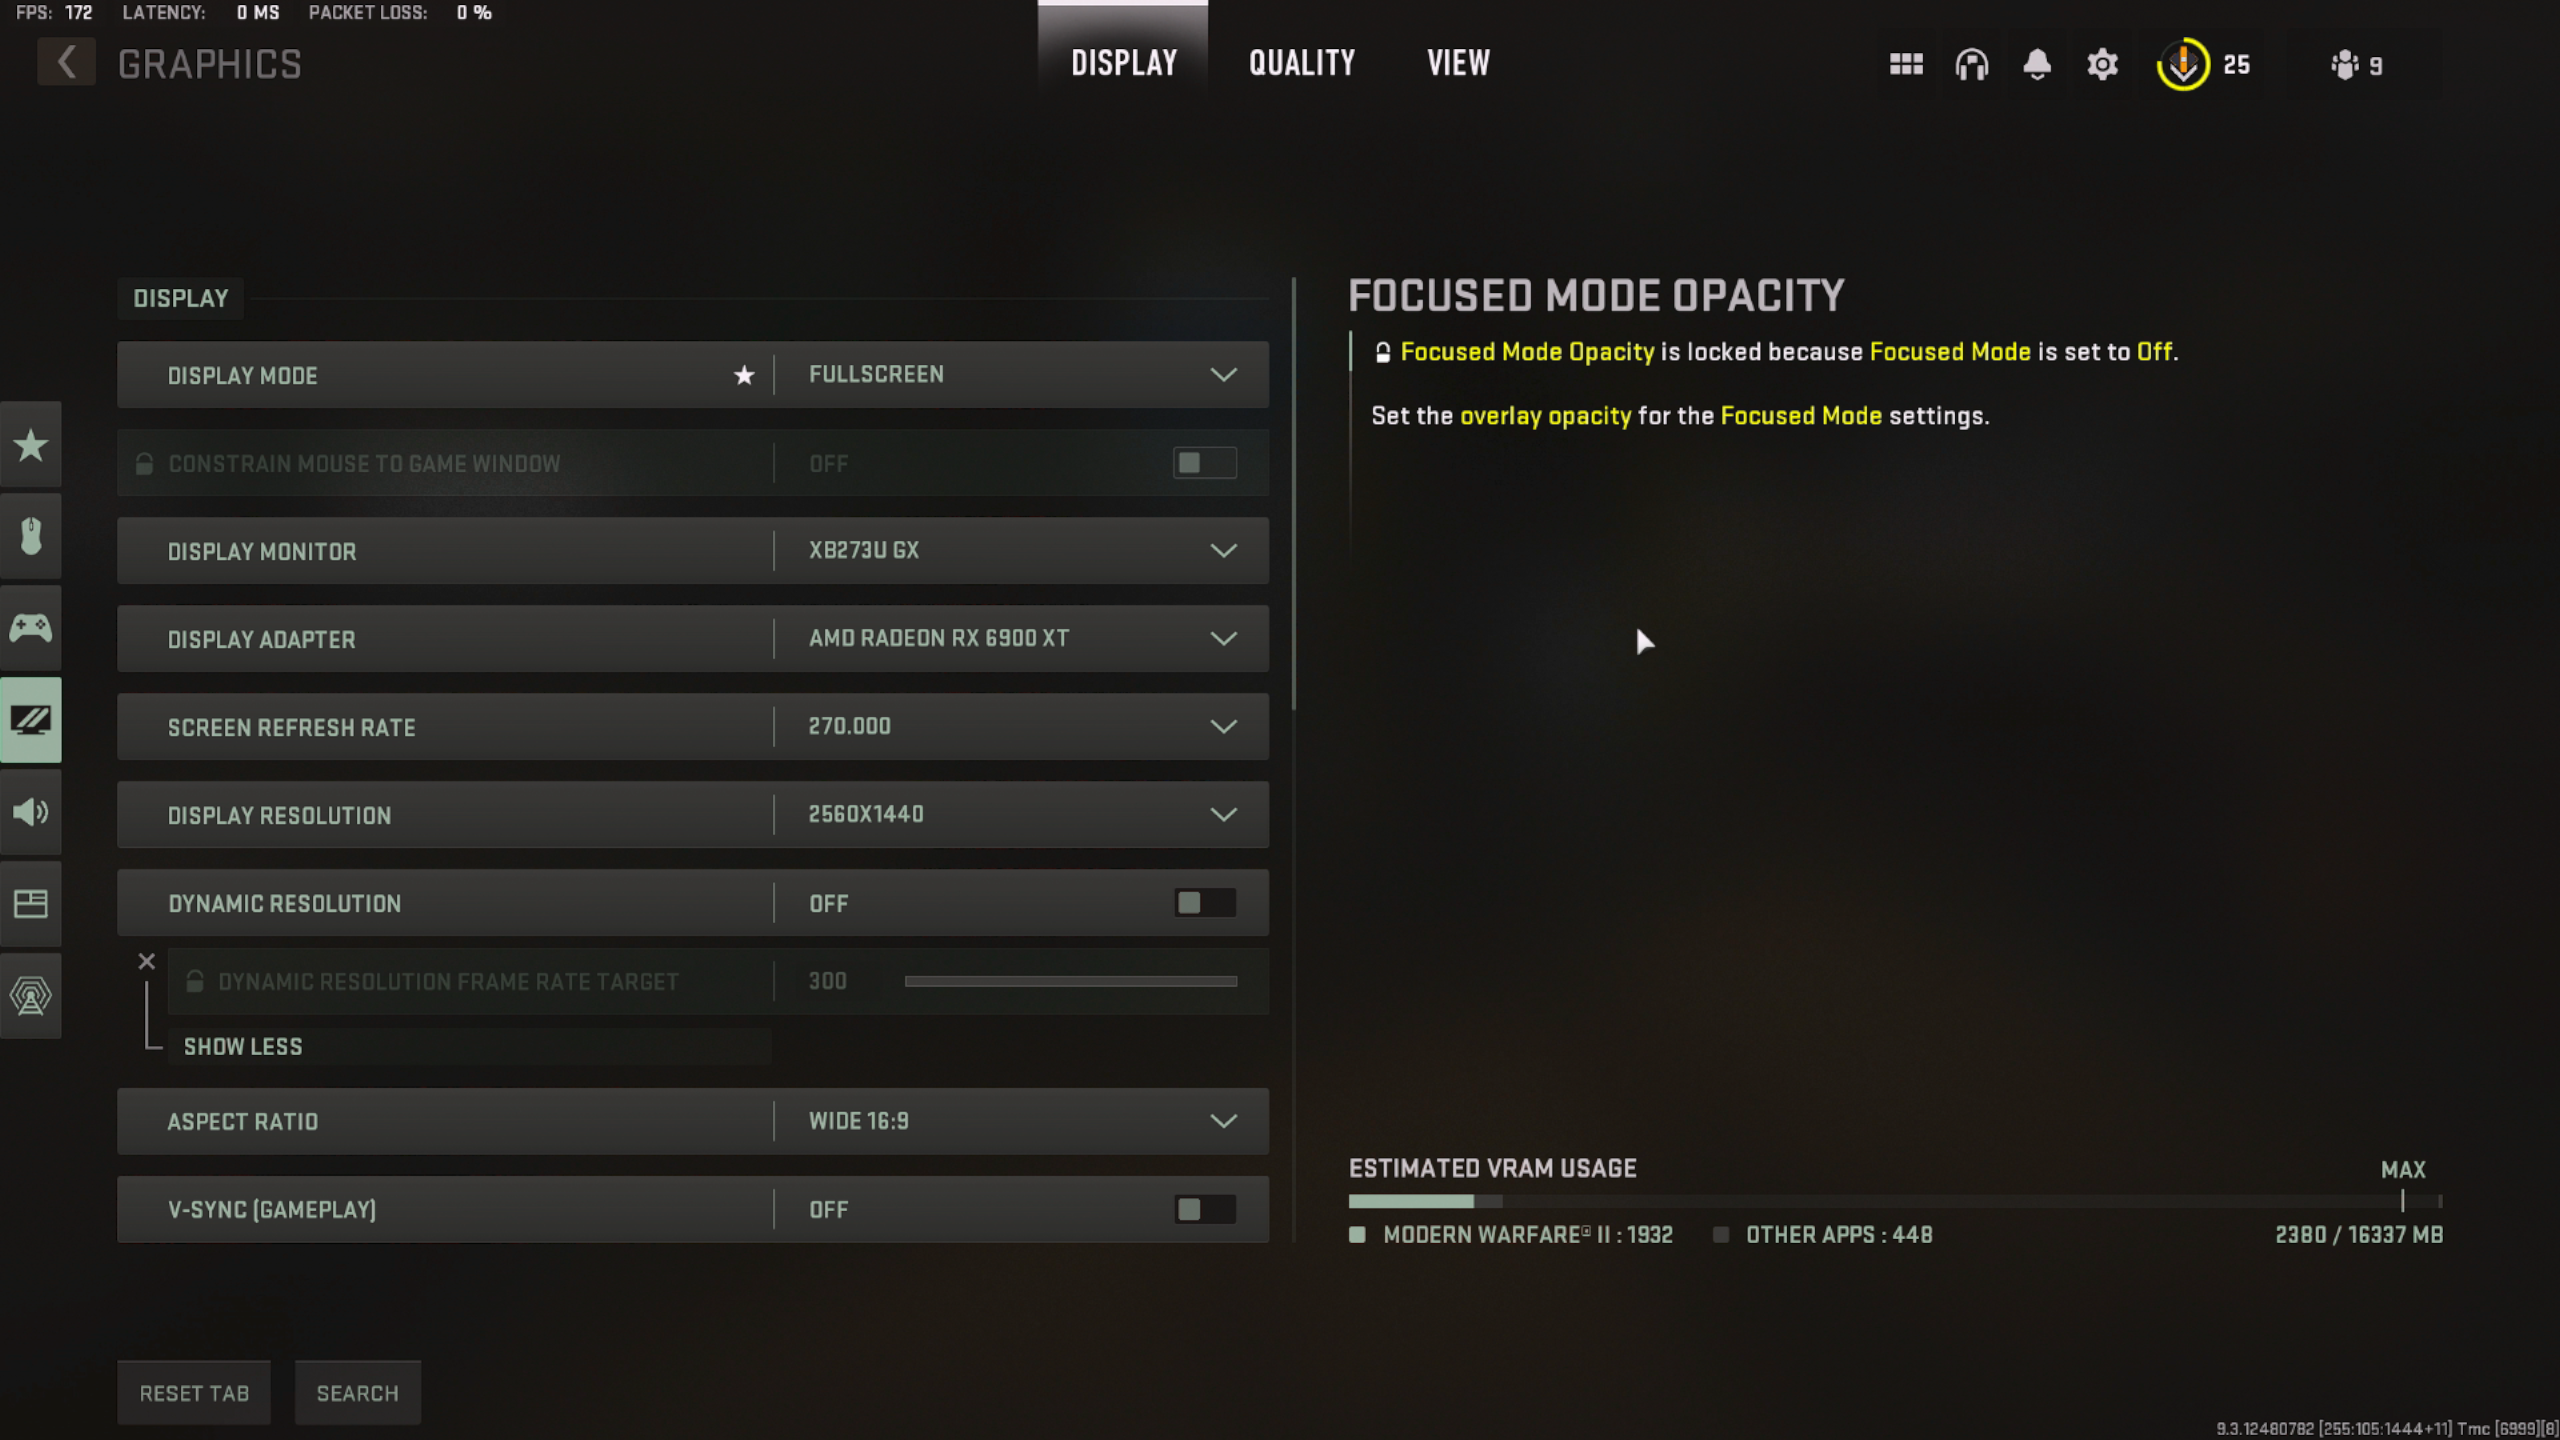 FPS: 172 LATENCY: 0 MS PACKET LOSS: 0 %
GRAPHICS
DISPLAY QUALITY VIEW
25
9
DISPLAY
DISPLAY MODE FULLSCREEN
CONSTRAIN MOUSE TO GAME WINDOW OFF
DISPLAY MONITOR XB273U GX
DISPLAY ADAPTER AMD RADEON RX 6900 XT
SCREEN REFRESH RATE 270.000
DISPLAY RESOLUTION 2560X1440
DYNAMIC RESOLUTION OFF
DYNAMIC RESOLUTION FRAME RATE TARGET 300
SHOW LESS
ASPECT RATIO WIDE 16:9
V-SYNC (GAMEPLAY) OFF
FOCUSED MODE OPACITY
Focused Mode Opacity is locked because Focused Mode is set to Off.
Set the overlay opacity for the Focused Mode settings.
ESTIMATED VRAM USAGE MAX
MODERN WARFARE® II : 1932 OTHER APPS : 448 2380 / 16337 MB
RESET TAB SEARCH
9.3.12480782 [255:105:1444+11] Tmc [6999][8]